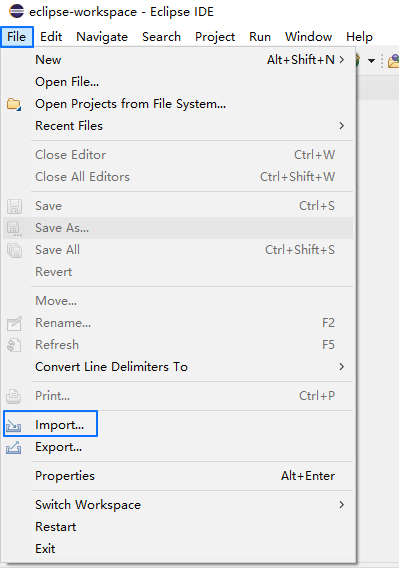 eclipse-workspace - Eclipse IDE
File Edit Navigate Search Project Run Window Help
New Alt+Shift+N
Open File...
Open Projects from File System...
Recent Files
Close Editor Ctrl+W
Close All Editors Ctrl+Shift+W
Save Ctrl+S
Save As...
Save All Ctrl+Shift+S
Revert
Move...
Rename... F2
Refresh F5
Convert Line Delimiters To
Print... Ctrl+P
Import...
Export...
Properties Alt+Enter
Switch Workspace
Restart
Exit